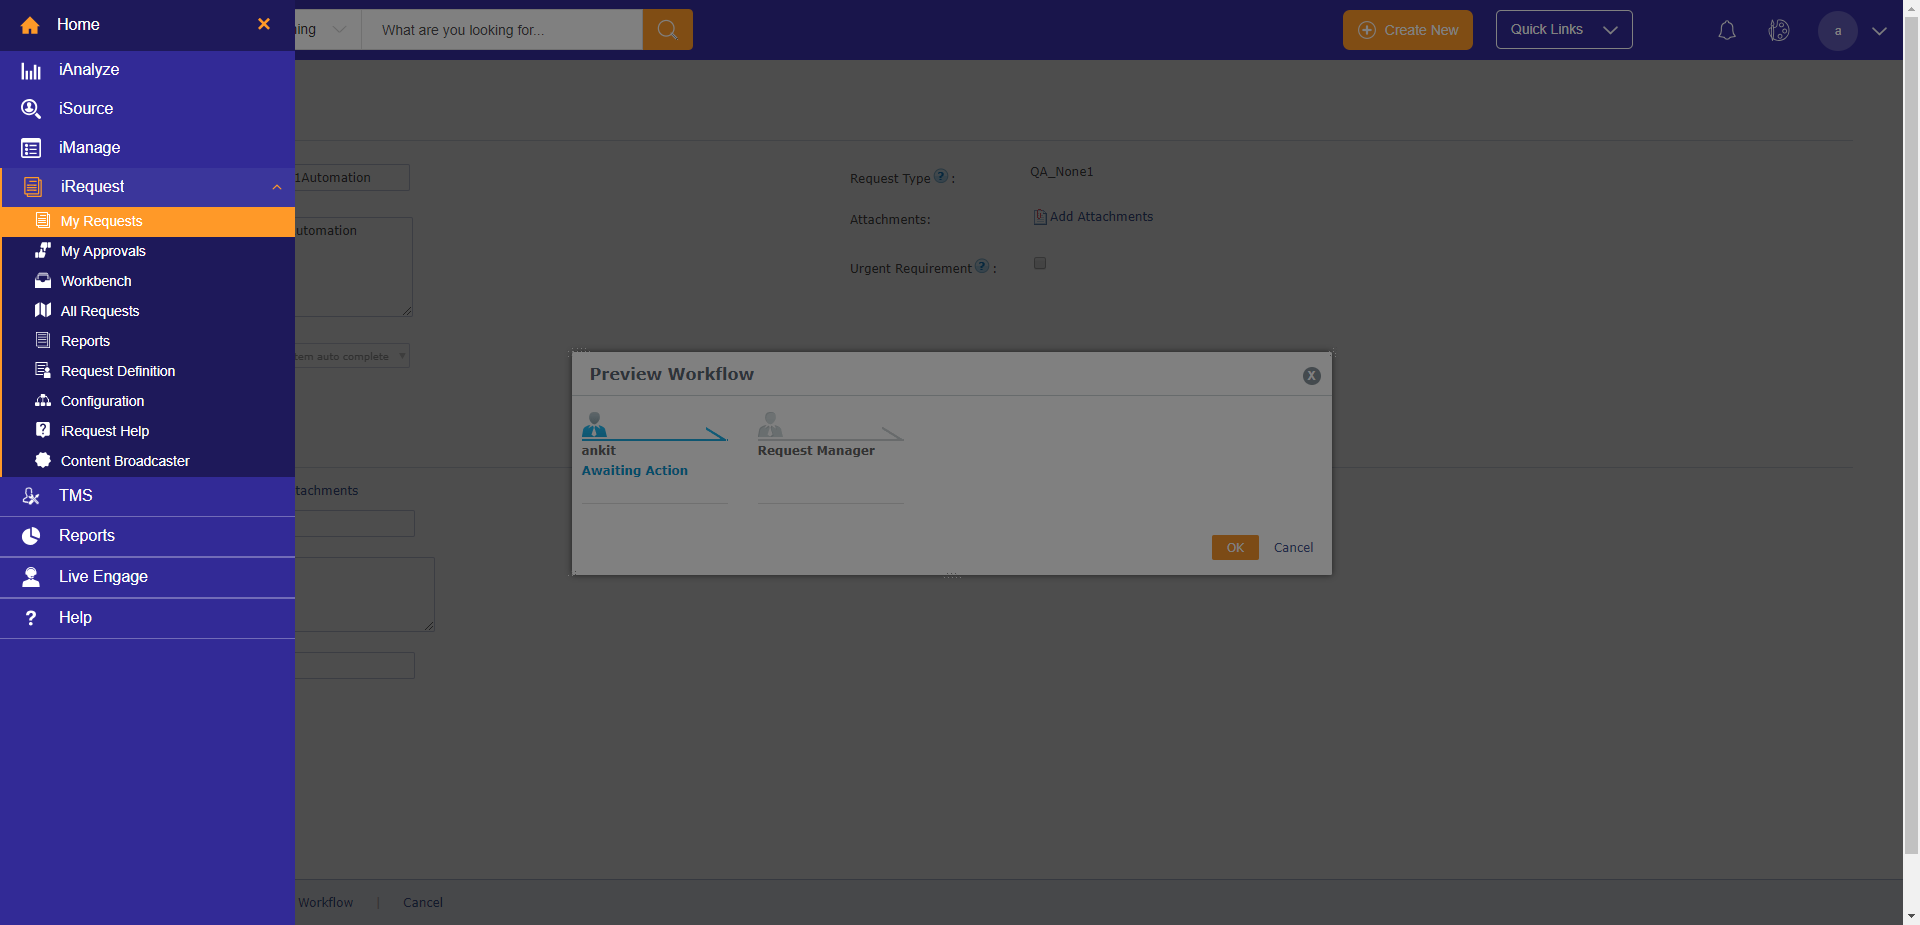 Home
ning
What are you looking for...
Create New
Quick Links
a
iAnalyze
iSource
iManage
iRequest
My Requests
My Approvals
Workbench
All Requests
Reports
Request Definition
Configuration
iRequest Help
Content Broadcaster
TMS
Reports
Live Engage
Help
1Automation
utomation
tem auto complete
Request Type ? :
QA_None1
Attachments:
Add Attachments
Urgent Requirement ? :
Preview Workflow
X
ankit
Awaiting Action
Request Manager
OK
Cancel
tachments
Workflow | Cancel